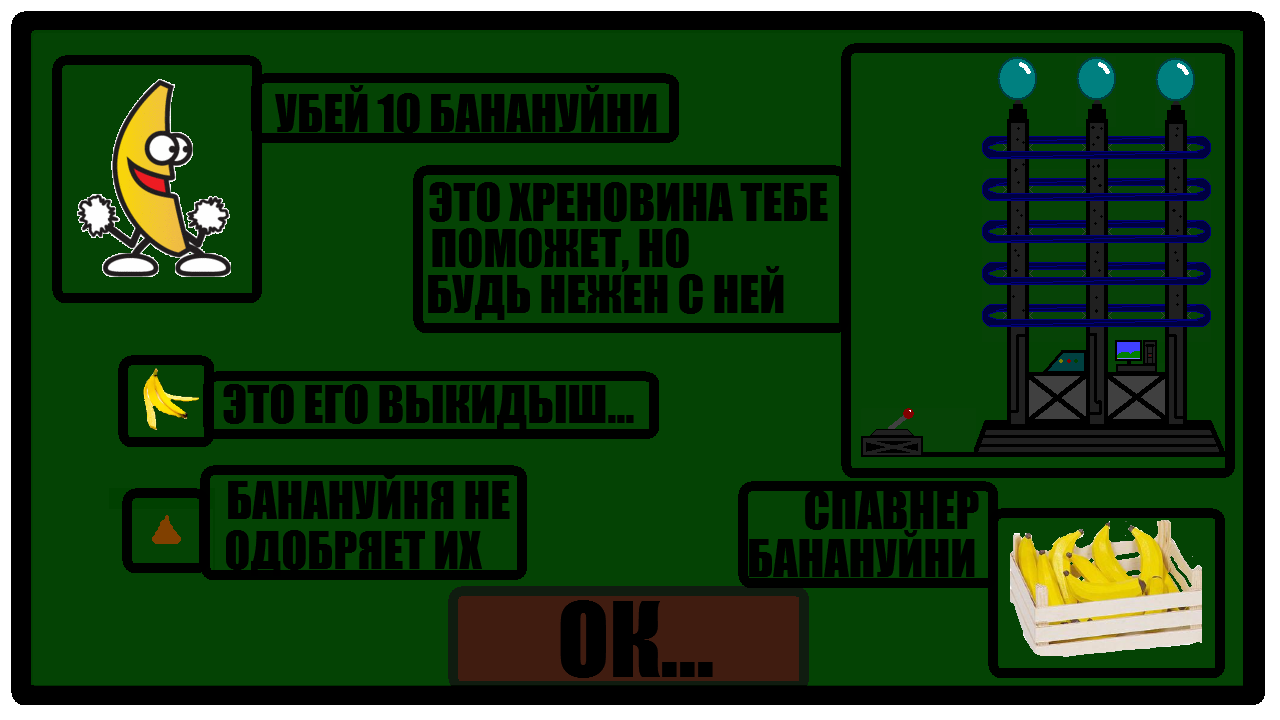 УБЕЙ 10 БАНАНУЙНИ
ЭТО ХРЕНОВИНА ТЕБЕ
ПОМОЖЕТ, НО
БУДЬ НЕЖЕН С НЕЙ
ЭТО ЕГО ВЫКИДЫШ...
БАНАНУЙНЯ НЕ
ОДОБРЯЕТ ИХ
СПАВНЕР
БАНАНУЙНИ
ОК...